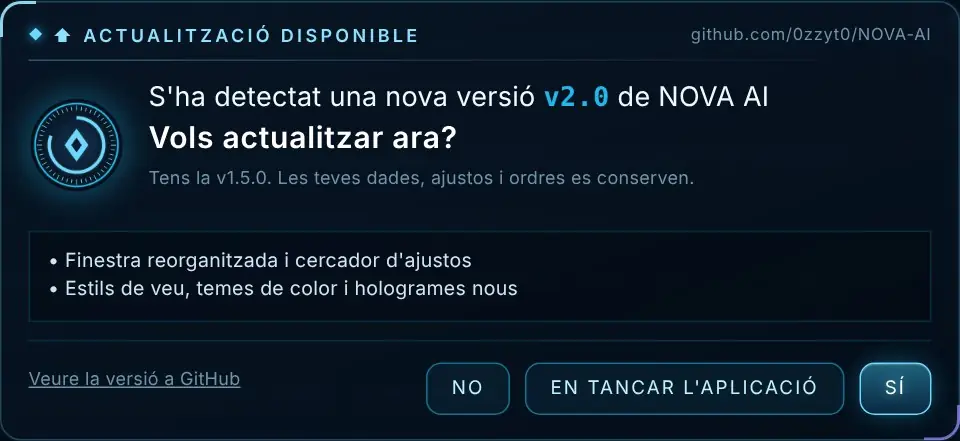 ACTUALITZACIÓ DISPONIBLE
github.com/0zzyt0/NOVA-AI
S'ha detectat una nova versió v2.0 de NOVA AI
Vols actualitzar ara?
Tens la v1.5.0. Les teves dades, ajustos i ordres es conserven.
• Finestra reorganitzada i cercador d'ajustos
• Estils de veu, temes de color i hologrames nous
Veure la versió a GitHub
NO
EN TANCAR L'APLICACIÓ
SÍ